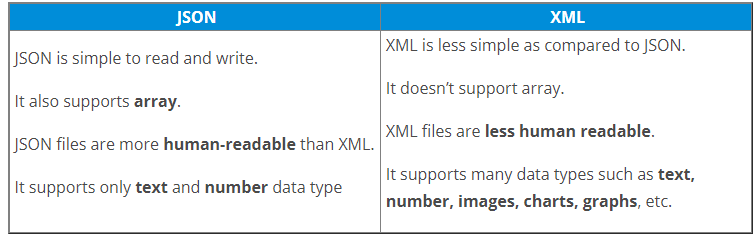 JSON
XML
JSON is simple to read and write.
It also supports array.
JSON files are more human-readable than XML.
It supports only text and number data type
XML is less simple as compared to JSON.
It doesn’t support array.
XML files are less human readable.
It supports many data types such as text,
number, images, charts, graphs, etc.